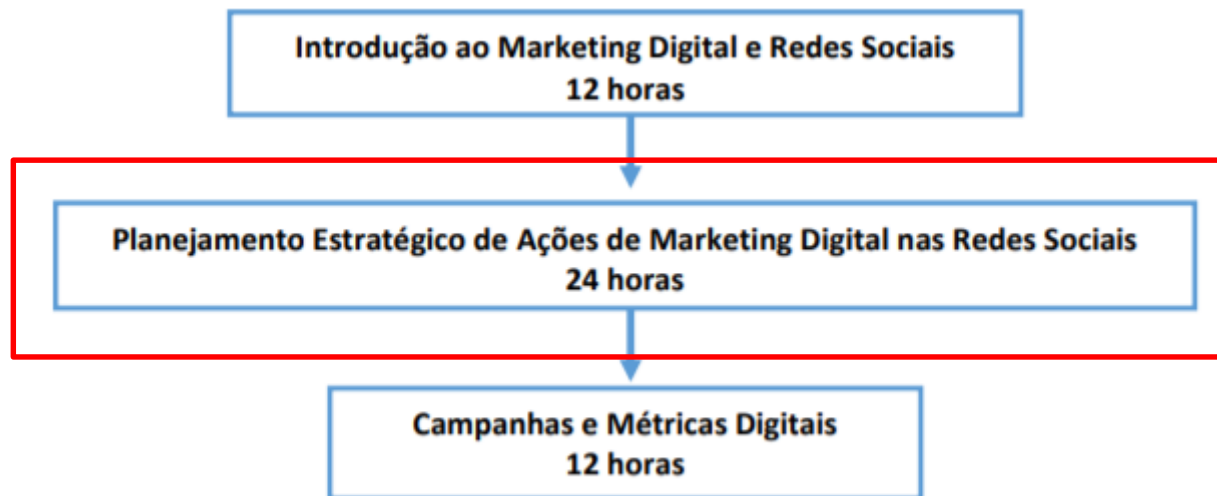 Introdução ao Marketing Digital e Redes Sociais
12 horas
Planejamento Estratégico de Ações de Marketing Digital nas Redes Sociais
24 horas
Campanhas e Métricas Digitais
12 horas